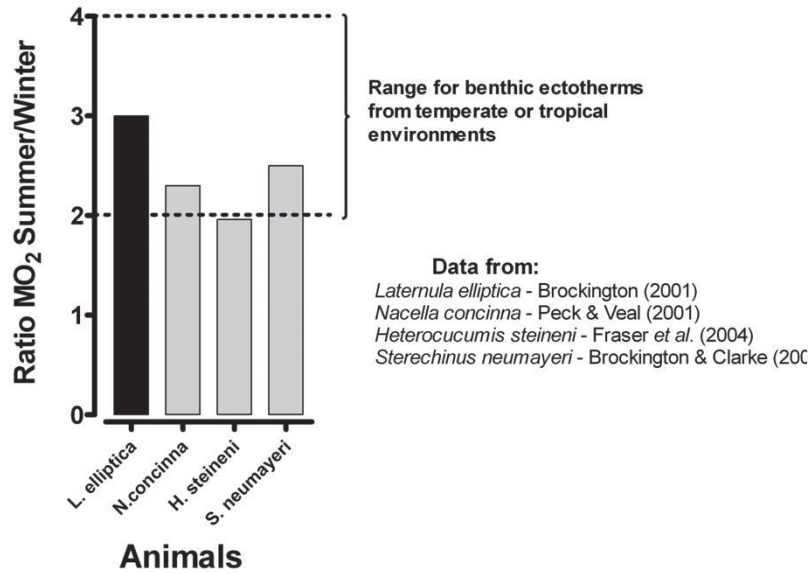 4
3
2
1
0
Ratio MO2 Summer/Winter
Range for benthic ectotherms
from temperate or tropical
environments
Data from:
Laternula elliptica - Brockington (2001)
Nacella concinna - Peck & Veal (2001)
Heterocucumis steineni - Fraser et al. (2004)
Sterechinus neumayeri - Brockington & Clarke (200
L. elliptica
N.concinna
H. steineni
S. neumayeri
Animals